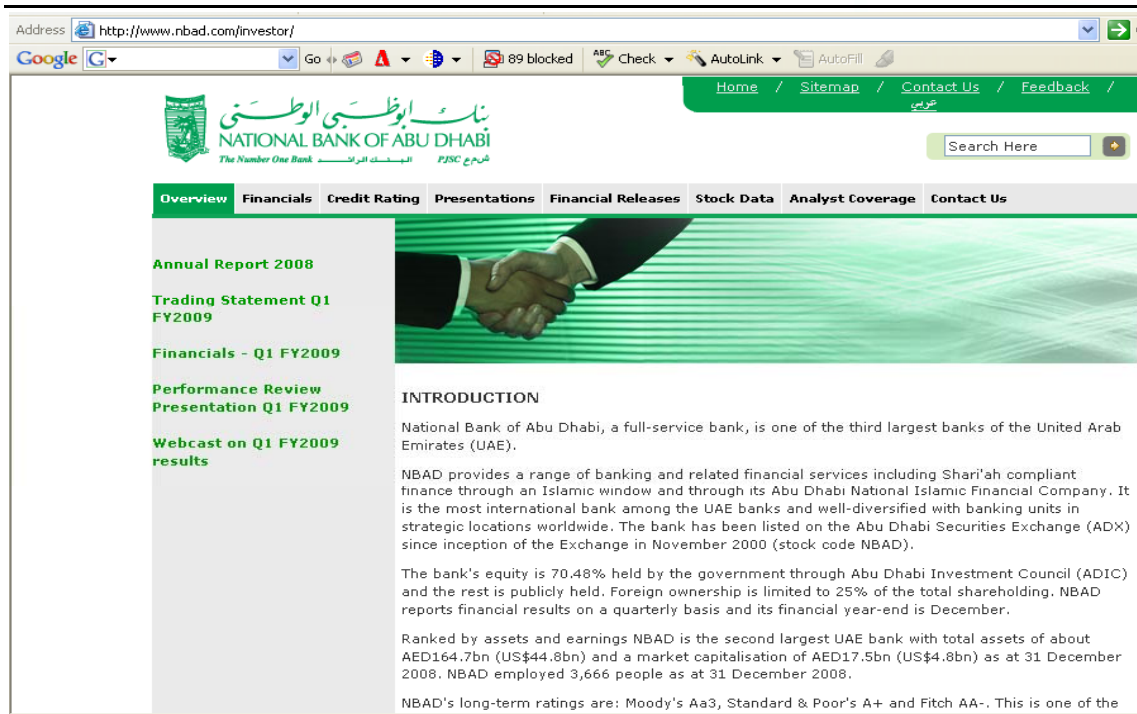 Address http://www.nbad.com/investor/
Google G Go 89 blocked ABC Check AutoLink AutoFill
Home / Sitemap / Contact Us / Feedback /
عربي
بنك أبوظبي الوطني
NATIONAL BANK OF ABU DHABI
The Number One Bank البنك الرائد PJSC ش م ع
Search Here
Overview Financials Credit Rating Presentations Financial Releases Stock Data Analyst Coverage Contact Us
Annual Report 2008
Trading Statement Q1
FY2009
Financials - Q1 FY2009
Performance Review
Presentation Q1 FY2009
Webcast on Q1 FY2009
results
INTRODUCTION
National Bank of Abu Dhabi, a full-service bank, is one of the third largest banks of the United Arab
Emirates (UAE).
NBAD provides a range of banking and related financial services including Shari'ah compliant
finance through an Islamic window and through its Abu Dhabi National Islamic Financial Company. It
is the most international bank among the UAE banks and well-diversified with banking units in
strategic locations worldwide. The bank has been listed on the Abu Dhabi Securities Exchange (ADX)
since inception of the Exchange in November 2000 (stock code NBAD).
The bank's equity is 70.48% held by the government through Abu Dhabi Investment Council (ADIC)
and the rest is publicly held. Foreign ownership is limited to 25% of the total shareholding. NBAD
reports financial results on a quarterly basis and its financial year-end is December.
Ranked by assets and earnings NBAD is the second largest UAE bank with total assets of about
AED164.7bn (US$44.8bn) and a market capitalisation of AED17.5bn (US$4.8bn) as at 31 December
2008. NBAD employed 3,666 people as at 31 December 2008.
NBAD's long-term ratings are: Moody's Aa3, Standard & Poor's A+ and Fitch AA-. This is one of the